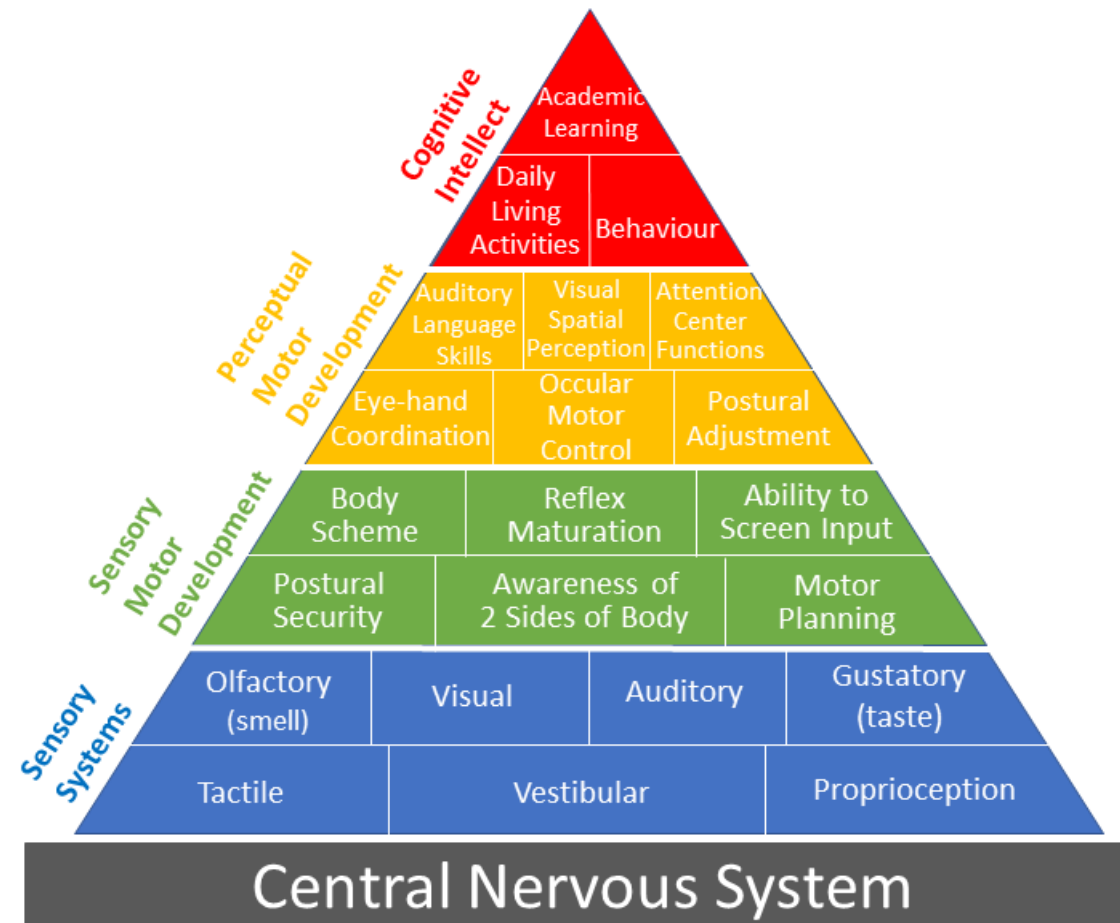 Cognitive
Intellect
Academic
Learning
Daily
Living
Activities
Behaviour
Perceptual
Motor
Development
Auditory
Language
Skills
Visual
Spatial
Perception
Attention
Center
Functions
Eye-hand
Coordination
Occular
Motor
Control
Postural
Adjustment
Sensory
Motor
Development
Body
Scheme
Reflex
Maturation
Ability to
Screen Input
Postural
Security
Awareness of
2 Sides of Body
Motor
Planning
Sensory
Systems
Olfactory
(smell)
Visual
Auditory
Gustatory
(taste)
Tactile
Vestibular
Proprioception
Central Nervous System